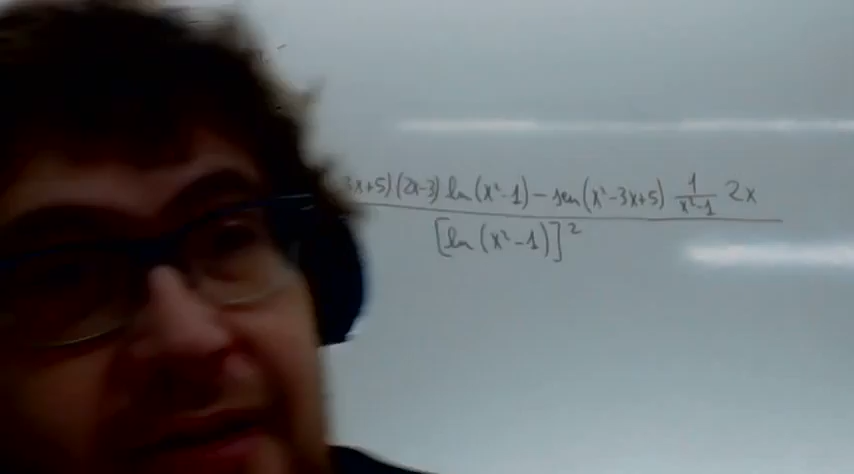 3x+5)(2x-3) ln(x²-1) - sen(x²-3x+5) 1/(x²-1) 2x
[ln(x²-1)]²